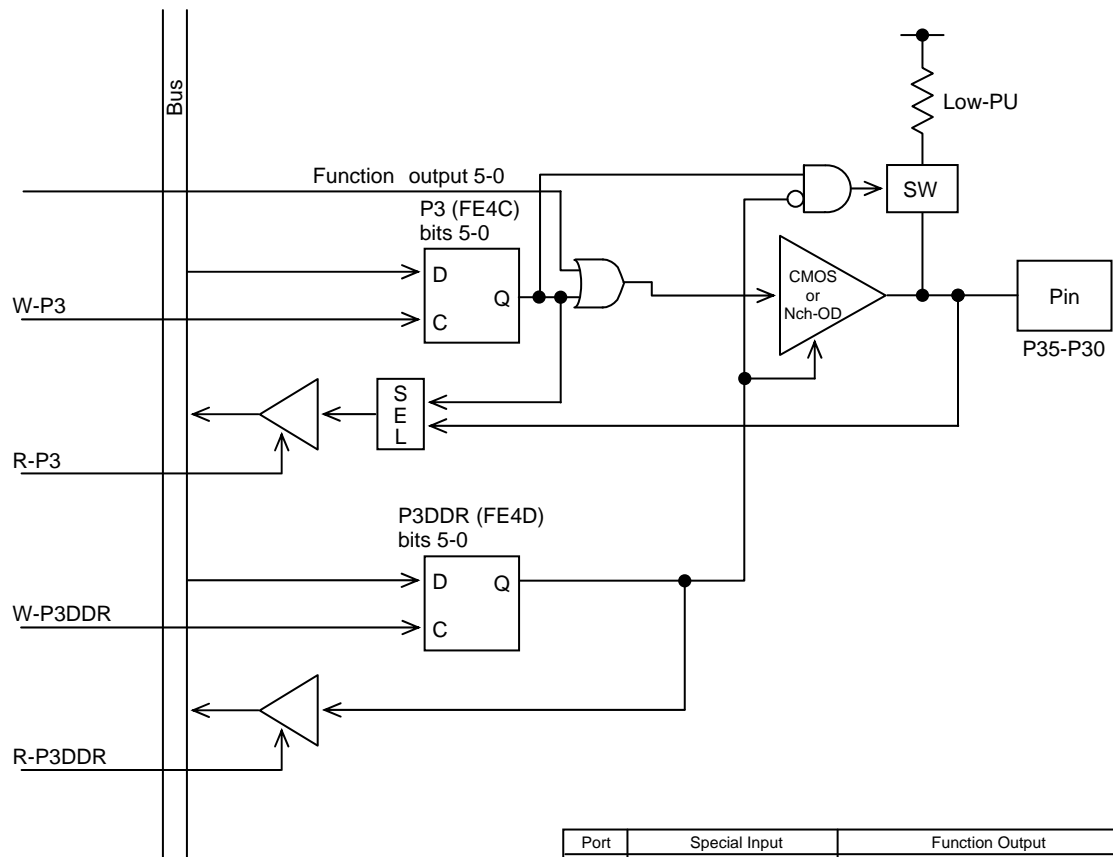 Bus
Low-PU
Function output 5-0
SW
P3 (FE4C)
bits 5-0
D
Q
C
W-P3
CMOS
or
Nch-OD
Pin
P35-P30
S
E
L
R-P3
P3DDR (FE4D)
bits 5-0
D
Q
C
W-P3DDR
R-P3DDR
Port Special Input Function Output